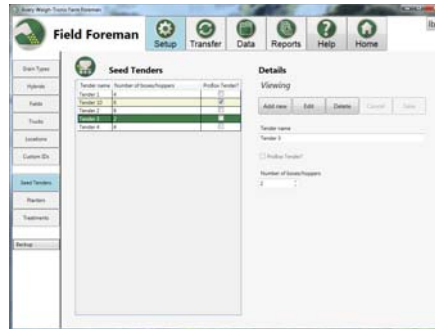 Avery Weigh-Tronix Farm Foreman
Field Foreman
Setup
Transfer
Data
Reports
Help
Home
Grain Types
Hybrids
Fields
Trucks
Locations
Custom IDs
Seed Tenders
Planters
Treatments
Backup
Seed Tenders
Tender name Number of boxes/hoppers ProBox Tender?
Tender 1 4
Tender 10 6
Tender 2 6
Tender 3 2
Tender 4
Details
Viewing
Add new Edit Delete Cancel Save
Tender name
Tender 3
ProBox Tender?
Number of boxes/hoppers
2